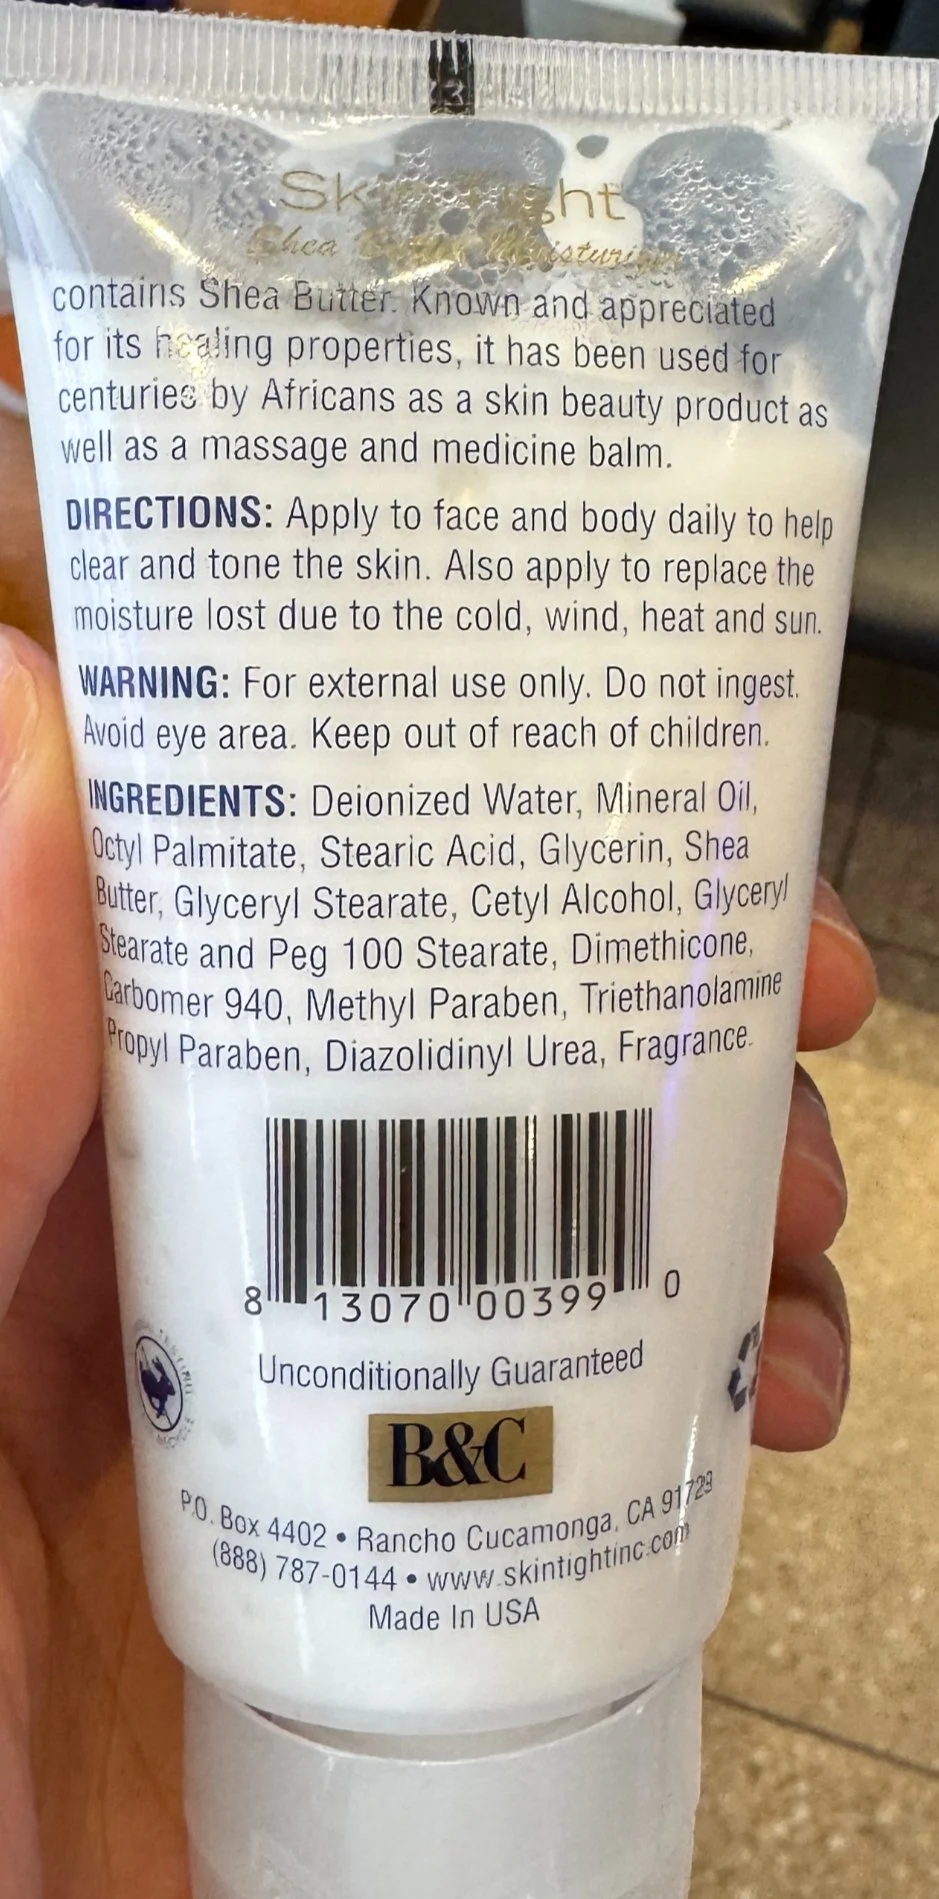 Skin Tight
Shea Butter Moisturizer
contains Shea Butter. Known and appreciated
for its healing properties, it has been used for
centuries by Africans as a skin beauty product as
well as a massage and medicine balm.
DIRECTIONS: Apply to face and body daily to help
clear and tone the skin. Also apply to replace the
moisture lost due to the cold, wind, heat and sun.
WARNING: For external use only. Do not ingest.
Avoid eye area. Keep out of reach of children.
INGREDIENTS: Deionized Water, Mineral Oil,
Octyl Palmitate, Stearic Acid, Glycerin, Shea
Butter, Glyceryl Stearate, Cetyl Alcohol, Glyceryl
Stearate and Peg 100 Stearate, Dimethicone,
Carbomer 940, Methyl Paraben, Triethanolamine
Propyl Paraben, Diazolidinyl Urea, Fragrance.
8 13070 00399 0
Unconditionally Guaranteed
B&C
P.O. Box 4402 • Rancho Cucamonga, CA 91729
(888) 787-0144 • www.skintightinc.com
Made In USA